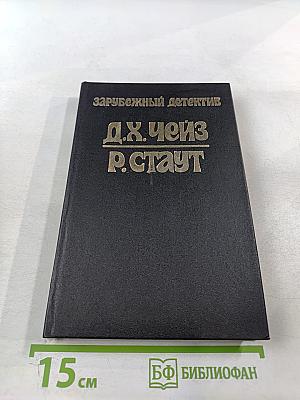 ЗАРУБЕЖНЫЙ ДЕТЕКТИВ
Д.Х. ЧЕЙЗ
Р. СТАУТ
15 см
БФ БИБЛИОФАН